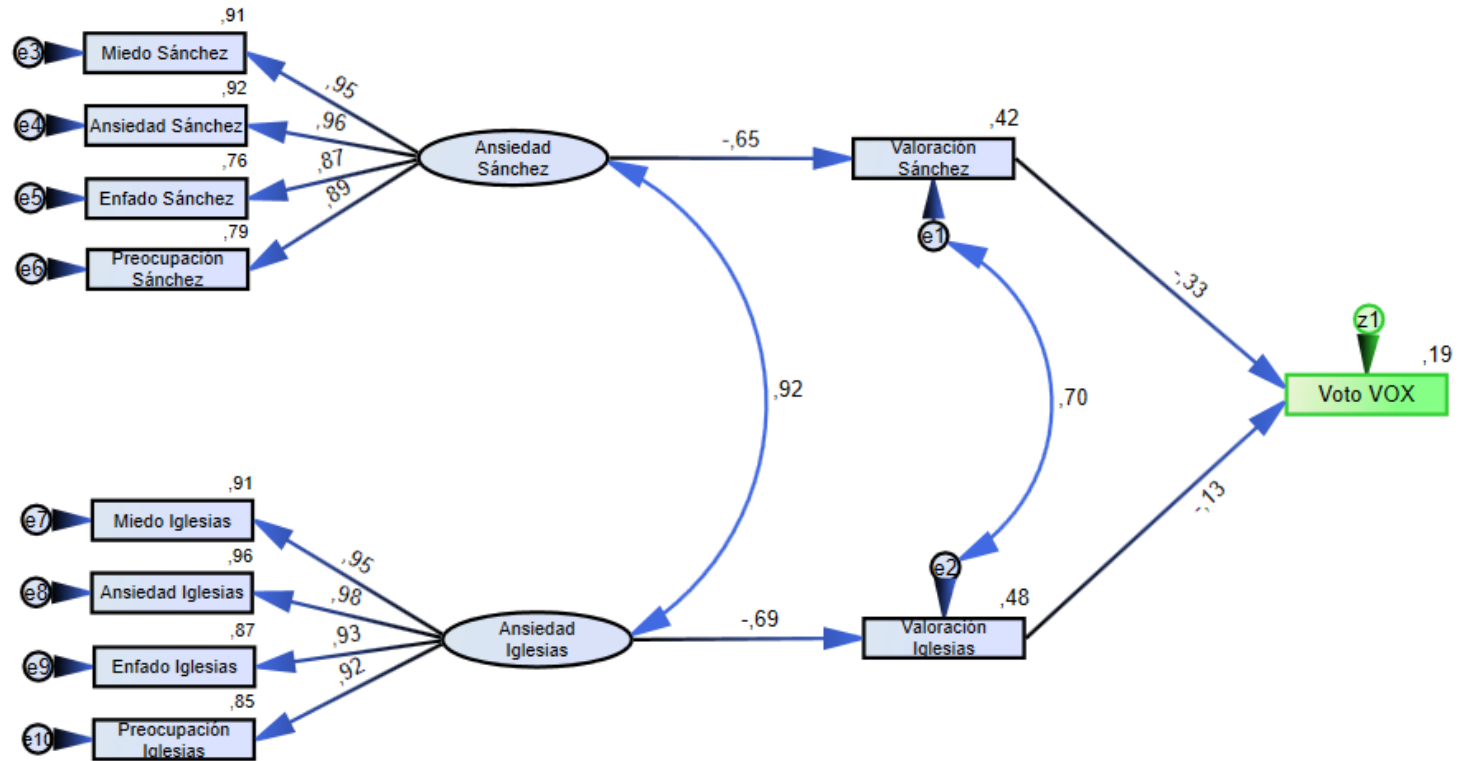 ,91
e3
Miedo Sánchez
,95
,92
e4
Ansiedad Sánchez
,96
,76
e5
Enfado Sánchez
,87
,79
e6
Preocupación
Sánchez
,89
Ansiedad
Sánchez
-,65
,42
Valoración
Sánchez
e1
-,33
z1
,19
Voto VOX
,92
,70
,91
e7
Miedo Iglesias
,95
,96
e8
Ansiedad Iglesias
,98
,87
e9
Enfado Iglesias
,93
,85
e10
Preocupación
Iglesias
,92
Ansiedad
Iglesias
-,69
e2
,48
Valoración
Iglesias
-,13